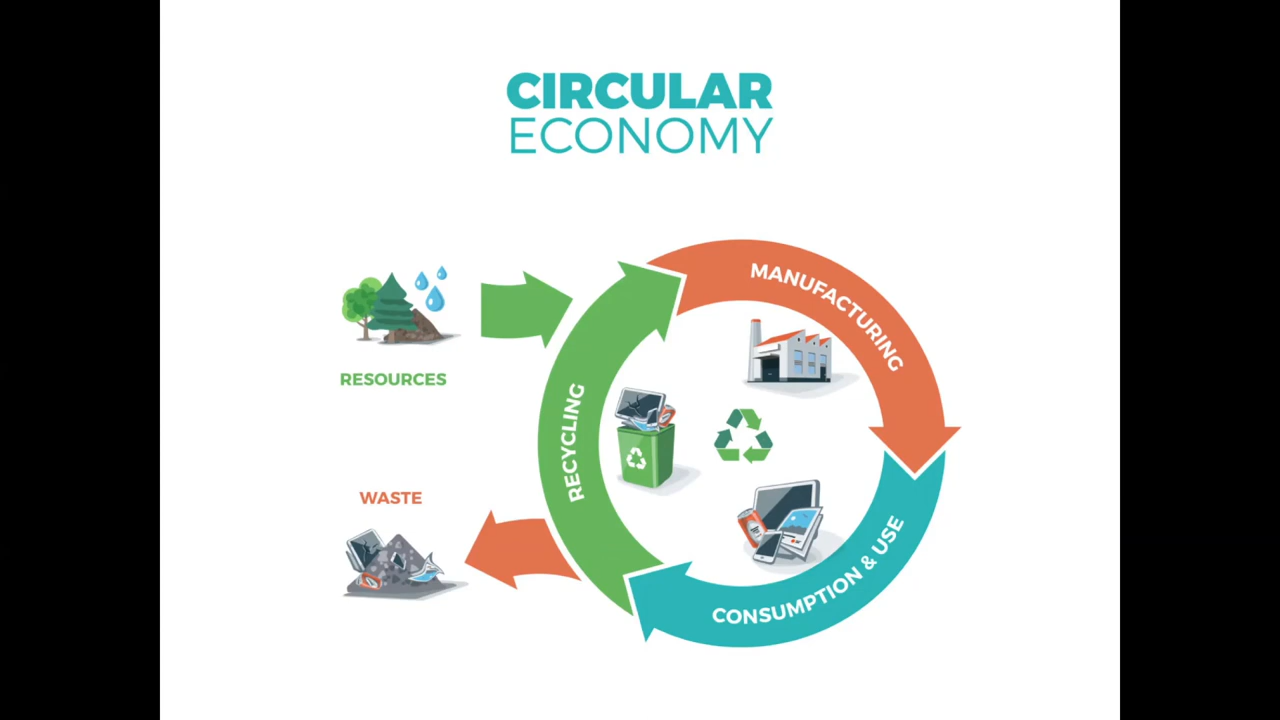 CIRCULAR
ECONOMY
MANUFACTURING
RESOURCES
RECYCLING
WASTE
CONSUMPTION & USE